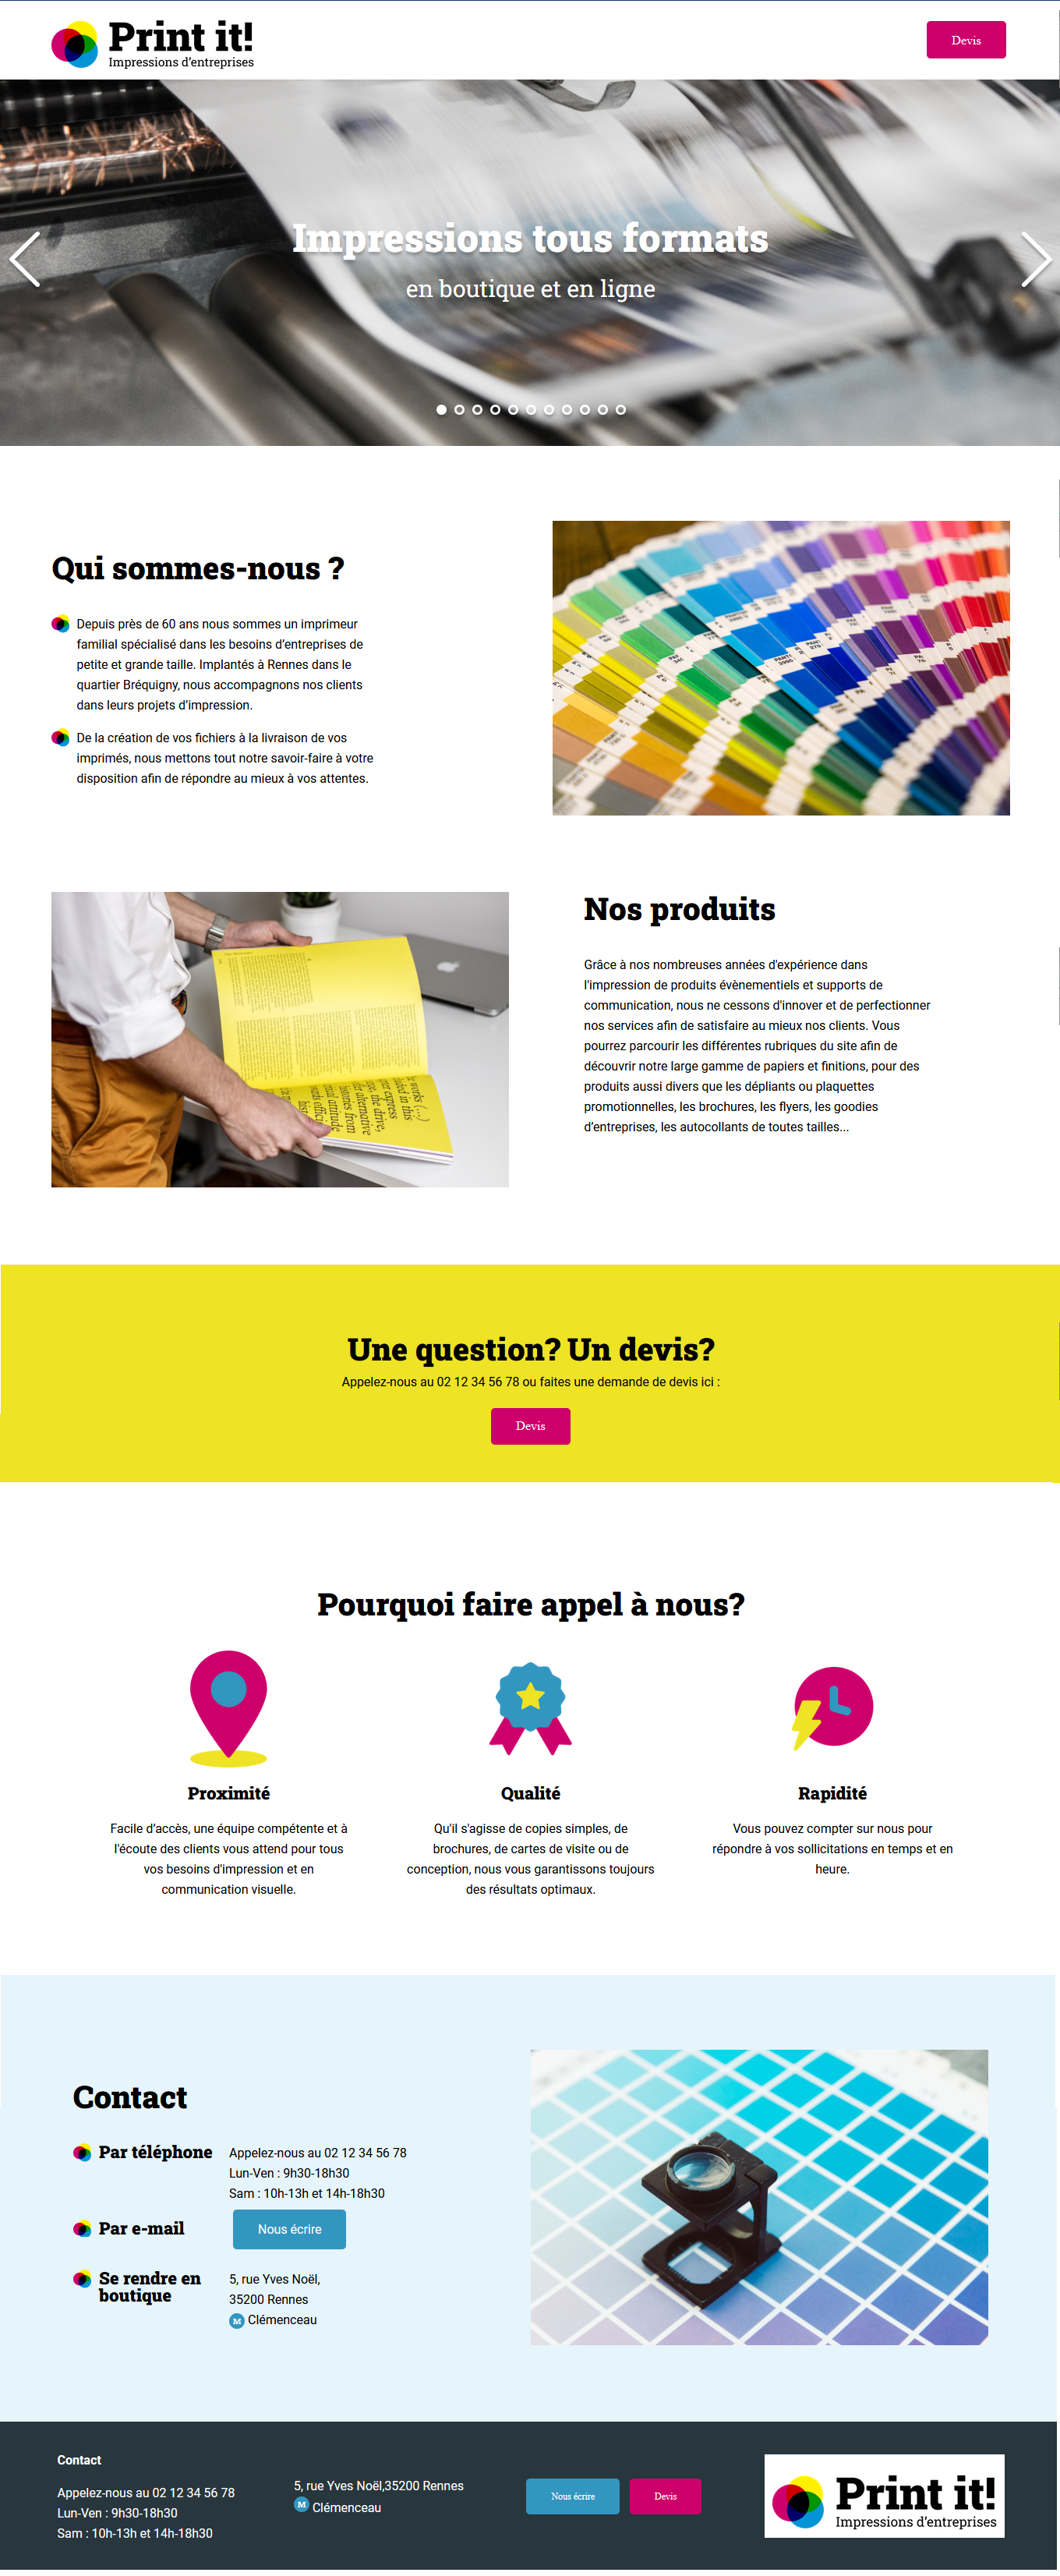 Print it!
Impressions d'entreprises
Devis
Impressions tous formats
en boutique et en ligne
Qui sommes-nous ?
Depuis près de 60 ans nous sommes un imprimeur
familial spécialisé dans les besoins d’entreprises de
petite et grande taille. Implantés à Rennes dans le
quartier Bréquigny, nous accompagnons nos clients
dans leurs projets d’impression.
De la création de vos fichiers à la livraison de vos
imprimés, nous mettons tout notre savoir-faire à votre
disposition afin de répondre au mieux à vos attentes.
Nos produits
Grâce à nos nombreuses années d'expérience dans
l'impression de produits évènementiels et supports de
communication, nous ne cessons d'innover et de perfectionner
nos services afin de satisfaire au mieux nos clients. Vous
pourrez parcourir les différentes rubriques du site afin de
découvrir notre large gamme de papiers et finitions, pour des
produits aussi divers que les dépliants ou plaquettes
promotionnelles, les brochures, les flyers, les goodies
d’entreprises, les autocollants de toutes tailles...
Une question? Un devis?
Appelez-nous au 02 12 34 56 78 ou faites une demande de devis ici :
Devis
Pourquoi faire appel à nous?
Proximité
Facile d’accès, une équipe compétente et à
l'écoute des clients vous attend pour tous
vos besoins d'impression et en
communication visuelle.
Qualité
Qu'il s'agisse de copies simples, de
brochures, de cartes de visite ou de
conception, nous vous garantissons toujours
des résultats optimaux.
Rapidité
Vous pouvez compter sur nous pour
répondre à vos sollicitations en temps et en
heure.
Contact
Par téléphone
Appelez-nous au 02 12 34 56 78
Lun-Ven : 9h30-18h30
Sam : 10h-13h et 14h-18h30
Par e-mail
Nous écrire
Se rendre en
boutique
5, rue Yves Noël,
35200 Rennes
M Clémenceau
Contact
Appelez-nous au 02 12 34 56 78
Lun-Ven : 9h30-18h30
Sam : 10h-13h et 14h-18h30
5, rue Yves Noël,35200 Rennes
M Clémenceau
Nous écrire
Devis
Print it!
Impressions d'entreprises